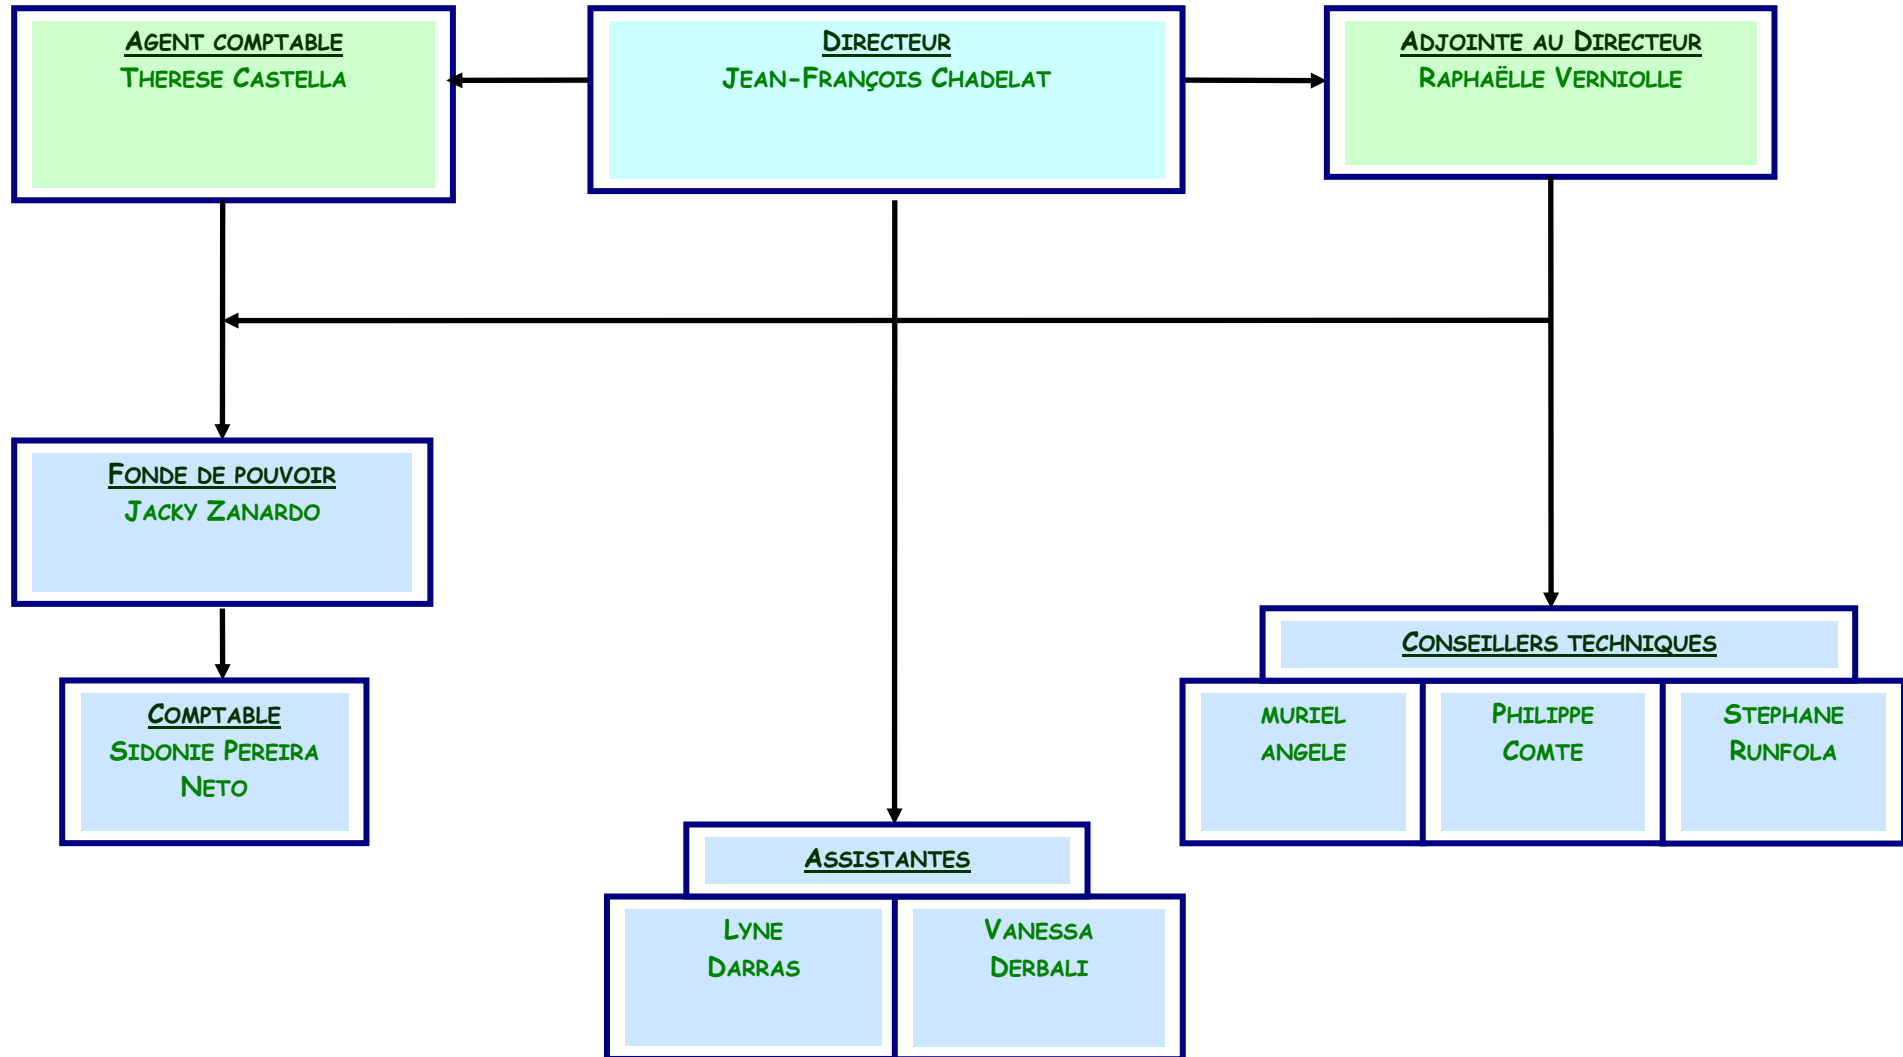 AGENT COMPTABLE
THERESE CASTELLA
DIRECTEUR
JEAN-FRANÇOIS CHADELAT
ADJOINTE AU DIRECTEUR
RAPHAËLLE VERNIOLLE
FONDE DE POUVOIR
JACKY ZANARDO
COMPTABLE
SIDONIE PEREIRA
NETO
CONSEILLERS TECHNIQUES
MURIEL
ANGELE
PHILIPPE
COMTE
STEPHANE
RUNFOLA
ASSISTANTES
LYNE
DARRAS
VANESSA
DERBALI